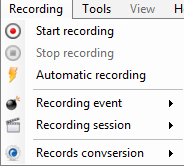 Recording Tools View H
Start recording
Stop recording
Automatic recording
Recording event
Recording session
Records convsersion